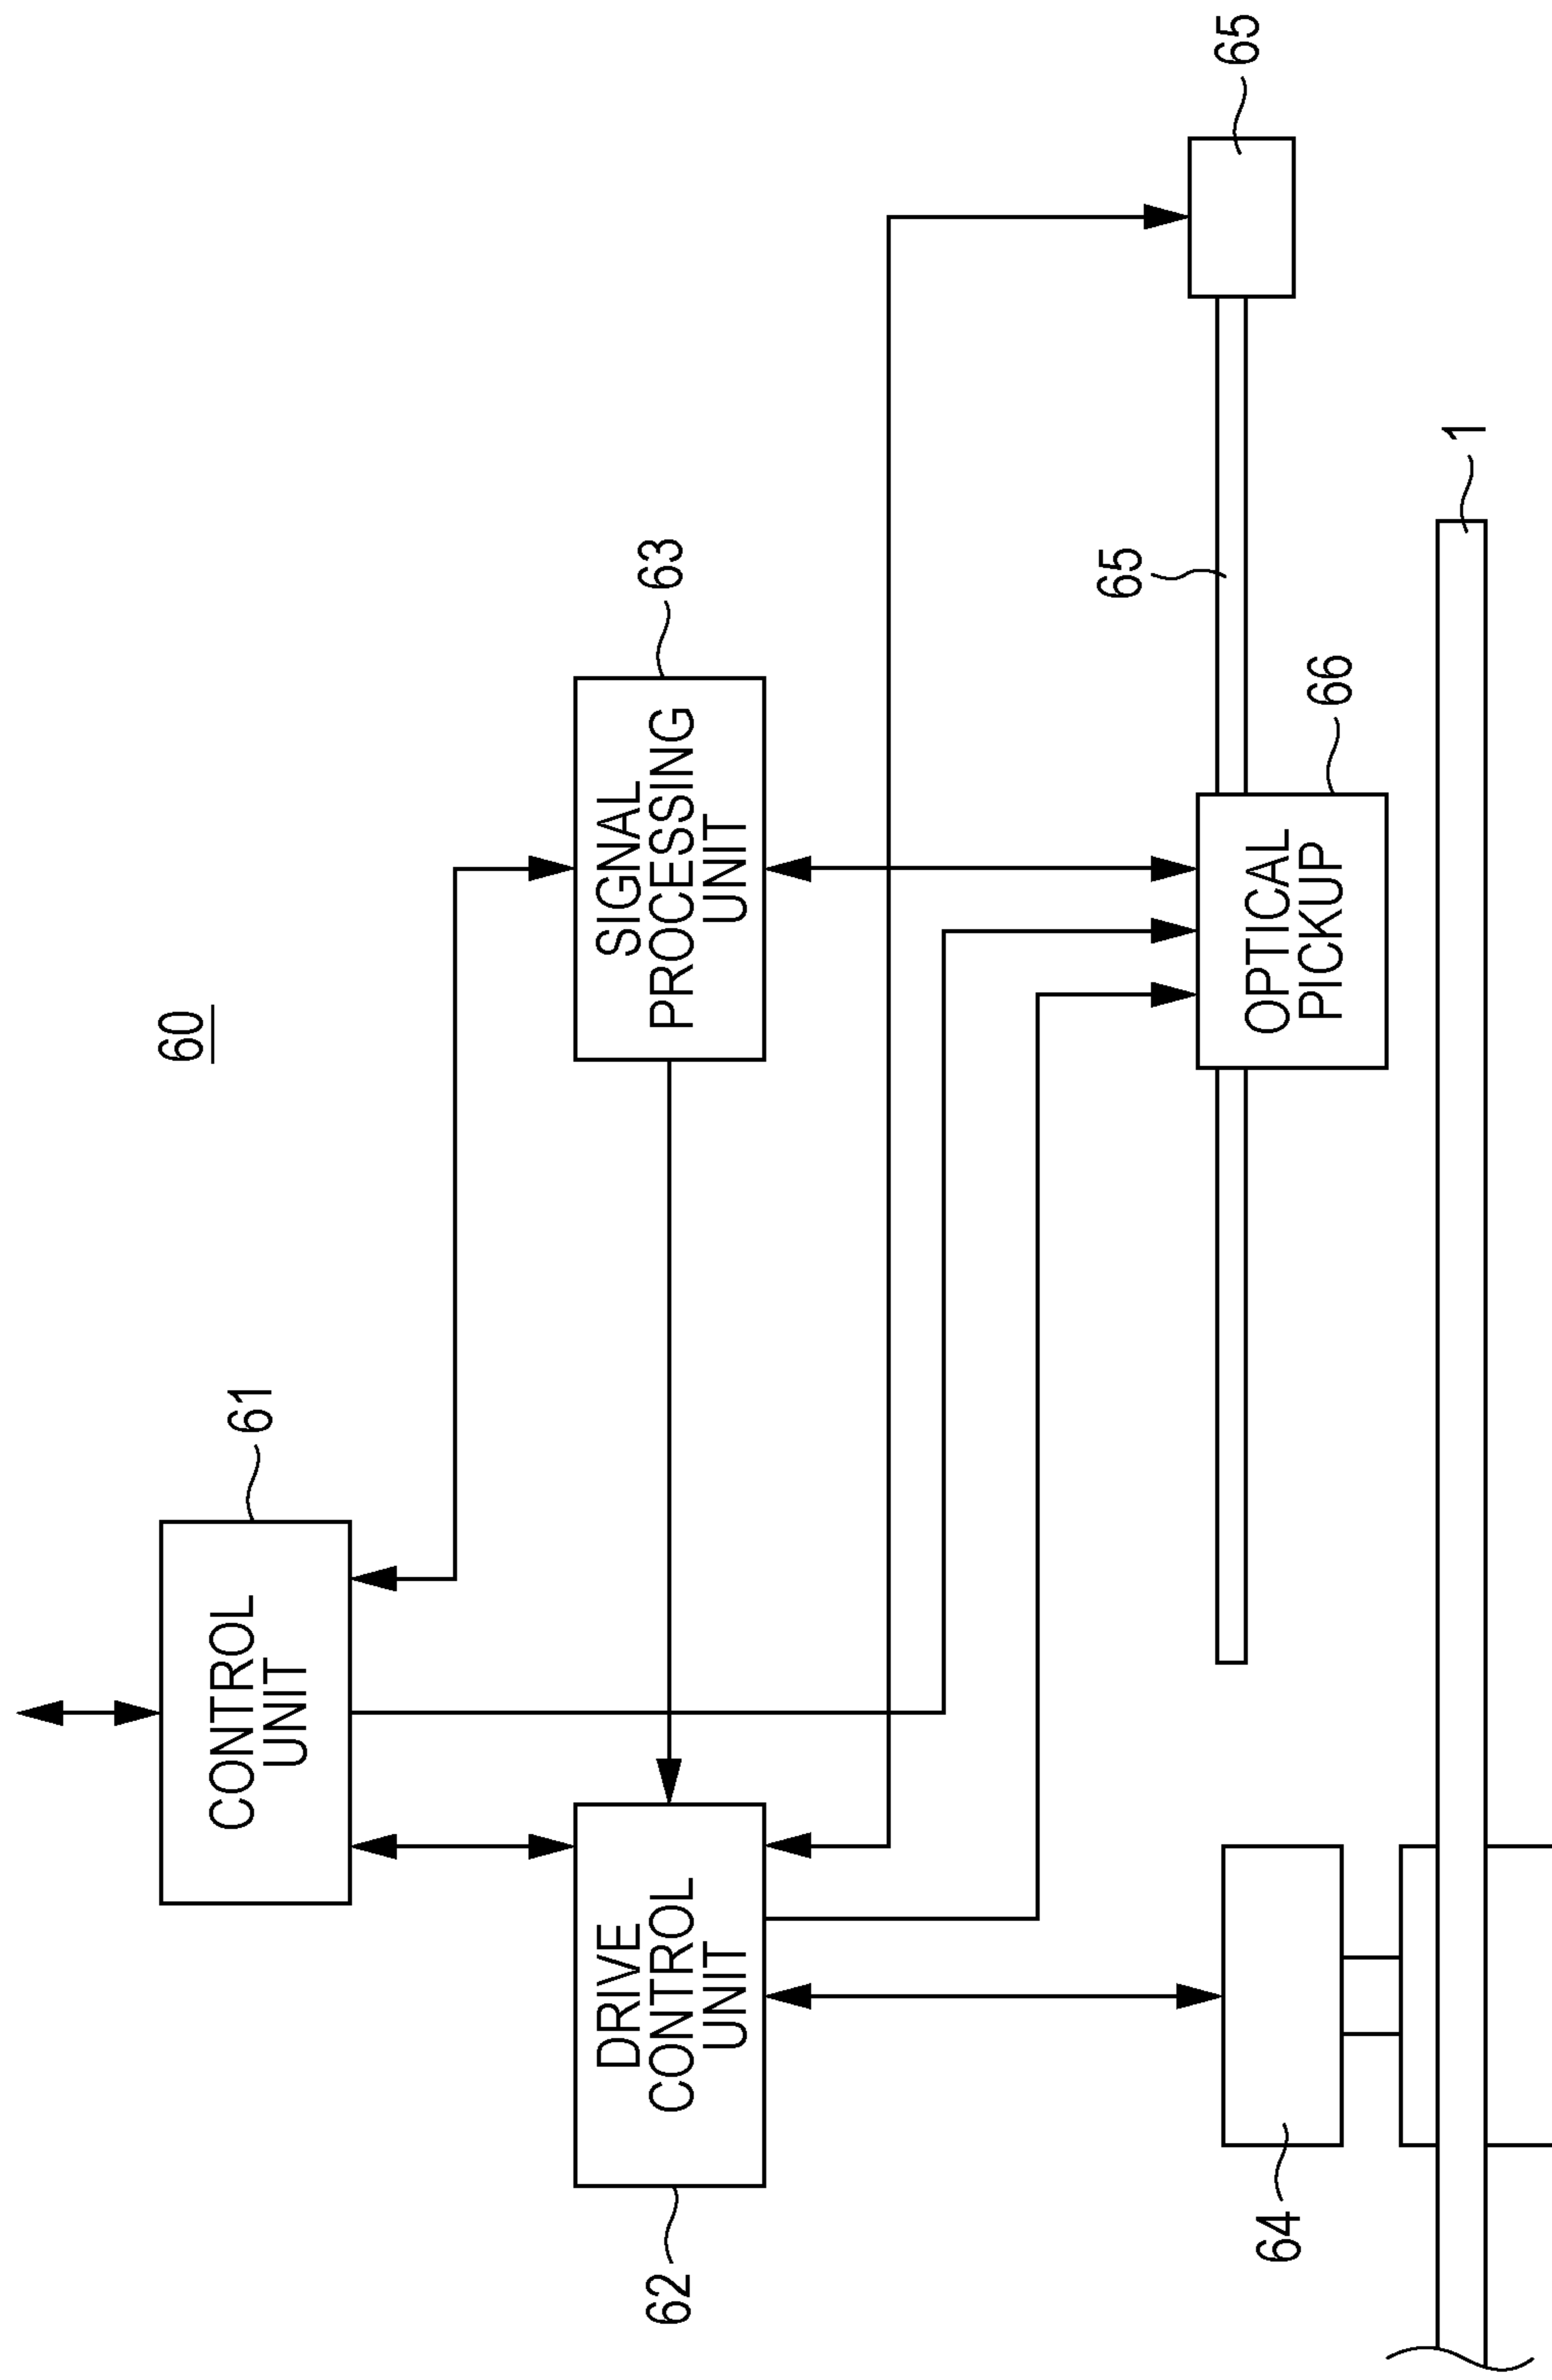 60
61
CONTROL
UNIT
62
DRIVE
CONTROL
UNIT
63
SIGNAL
PROCESSING
UNIT
64
65
65
66
OPTICAL
PICKUP
1